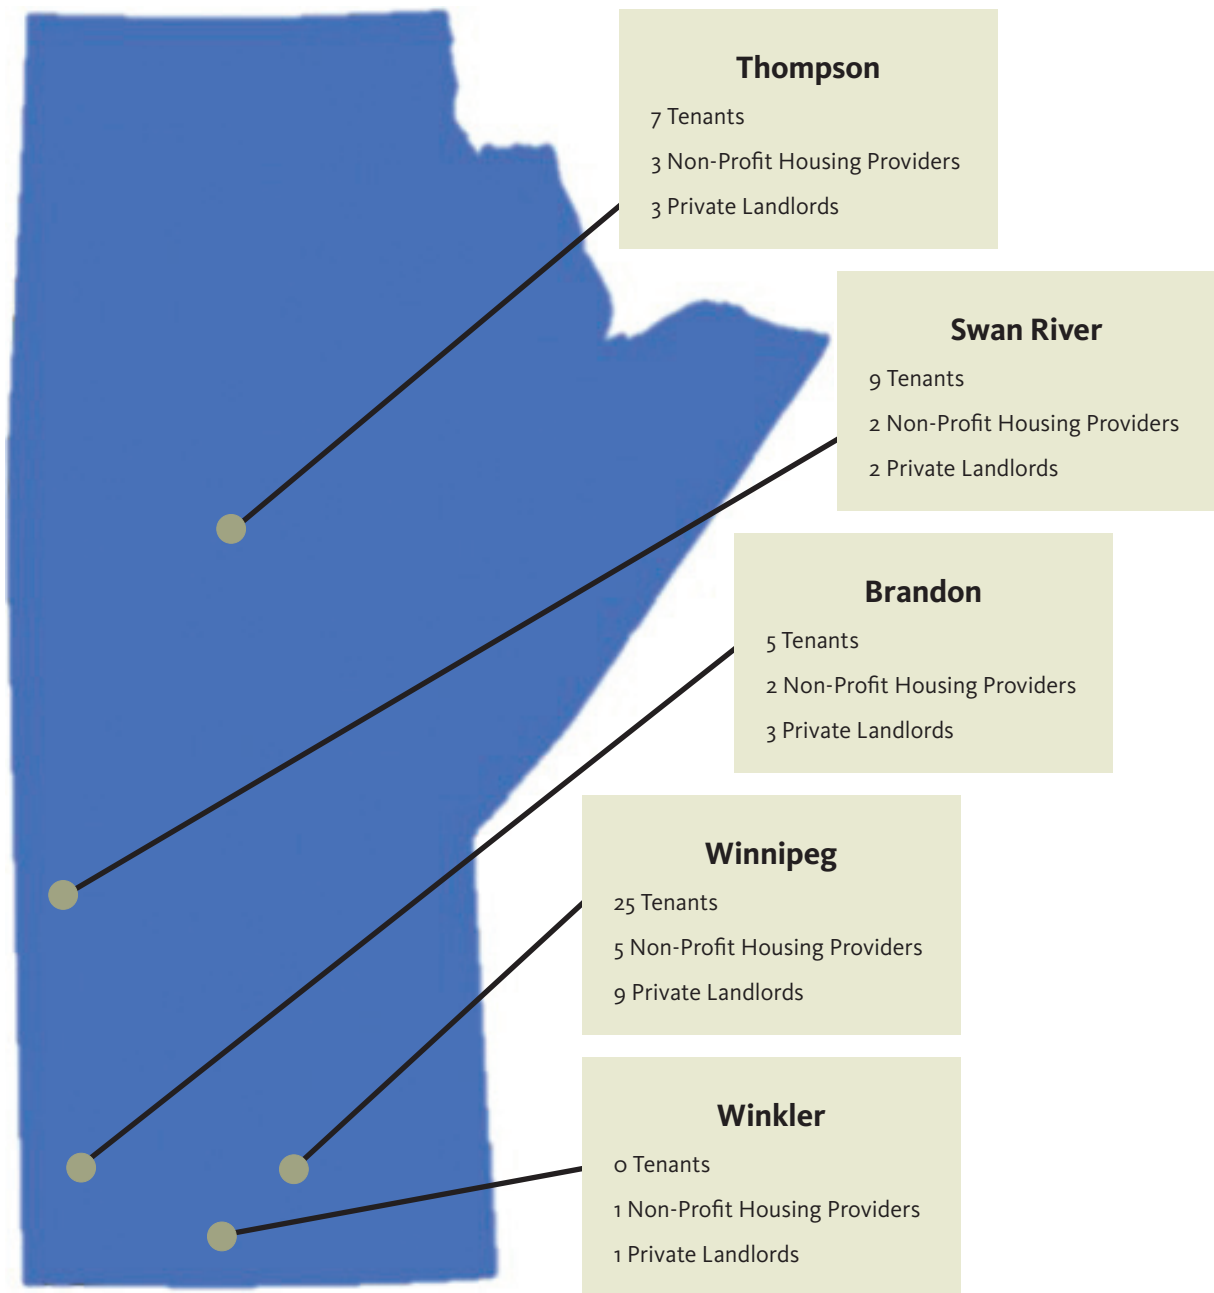 Thompson
7 Tenants
3 Non-Profit Housing Providers
3 Private Landlords
Swan River
9 Tenants
2 Non-Profit Housing Providers
2 Private Landlords
Brandon
5 Tenants
2 Non-Profit Housing Providers
3 Private Landlords
Winnipeg
25 Tenants
5 Non-Profit Housing Providers
9 Private Landlords
Winkler
0 Tenants
1 Non-Profit Housing Providers
1 Private Landlords